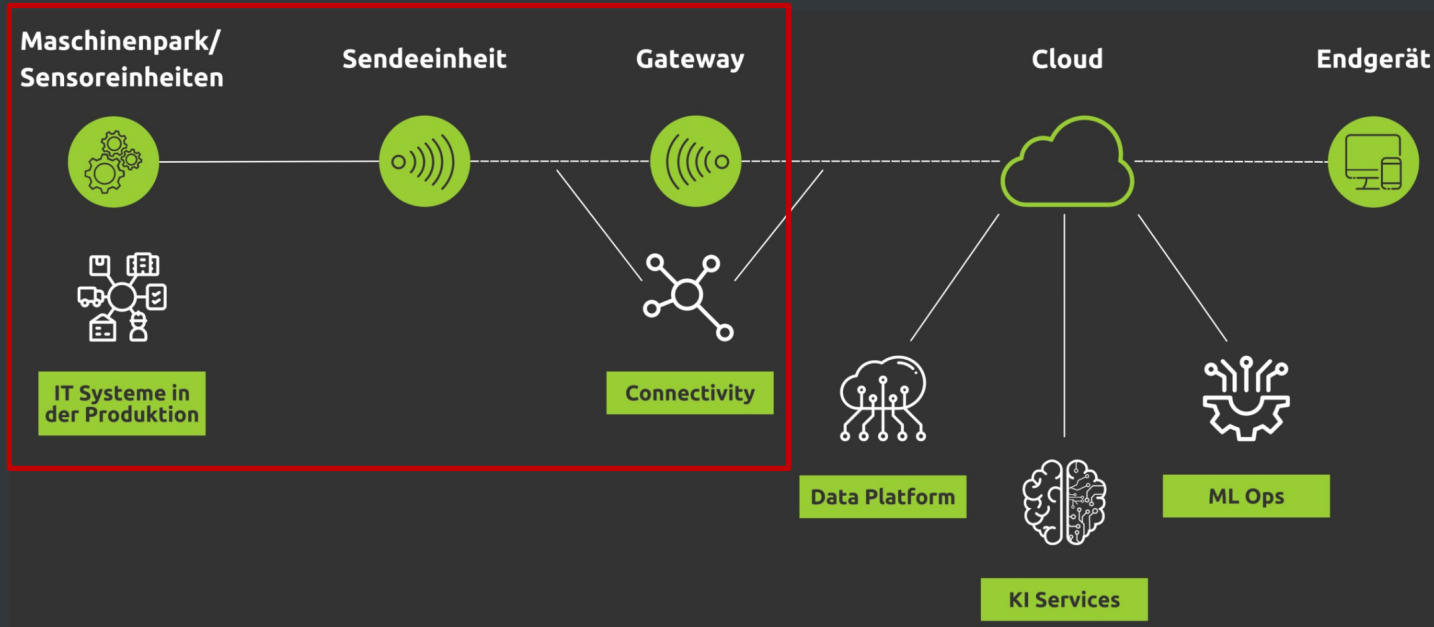 Maschinenpark/
Sensoreinheiten
Sendeeinheit
Gateway
Cloud
Endgerät
IT Systeme in
der Produktion
Connectivity
Data Platform
KI Services
ML Ops